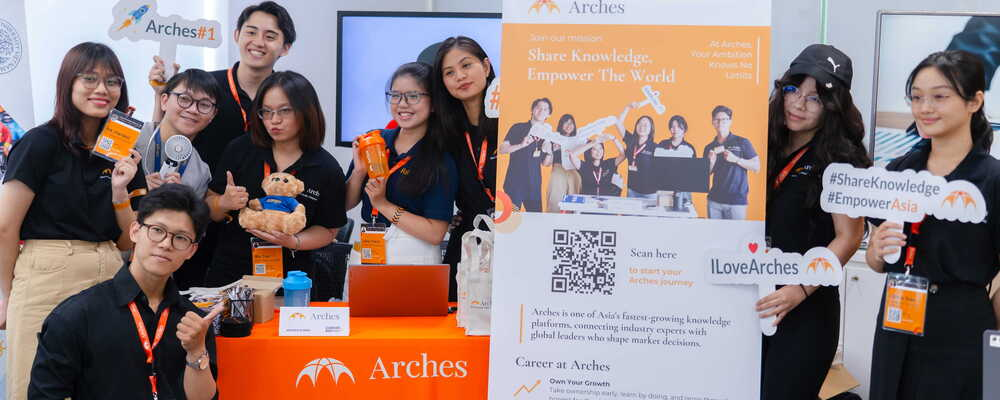 Arches#1
Arches
Join our mission
Share Knowledge,
Empower The World
At Arches,
Your Ambition
Knows No
Limits
Scan here
to start your
Arches journey
Arches is one of Asia's fastest-growing knowledge
platforms, connecting industry experts with
global leaders who shape market decisions.
Career at Arches
Own Your Growth
Take ownership early, learn by doing, and
#ShareKnowledge
#EmpowerAsia
ILoveArches
Arches
Arches